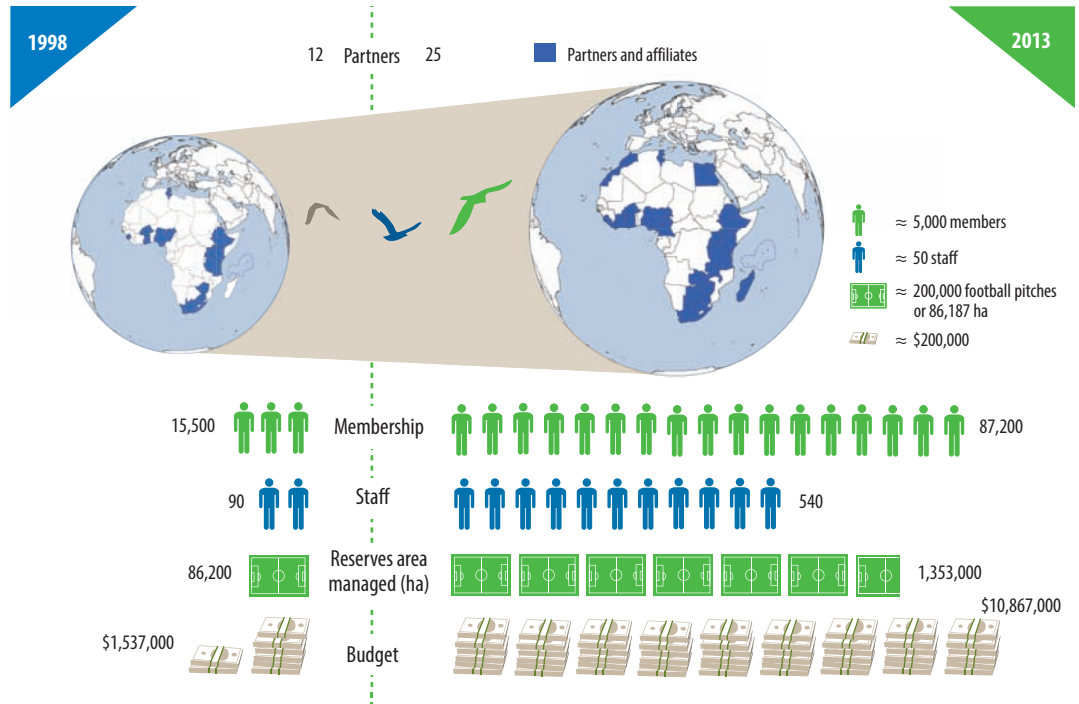 1998
2013
12 Partners 25
Partners and affiliates
≈ 5,000 members
≈ 50 staff
≈ 200,000 football pitches
or 86,187 ha
≈ $200,000
15,500 Membership 87,200
90 Staff 540
86,200 Reserves area
managed (ha) 1,353,000
$10,867,000
$1,537,000 Budget